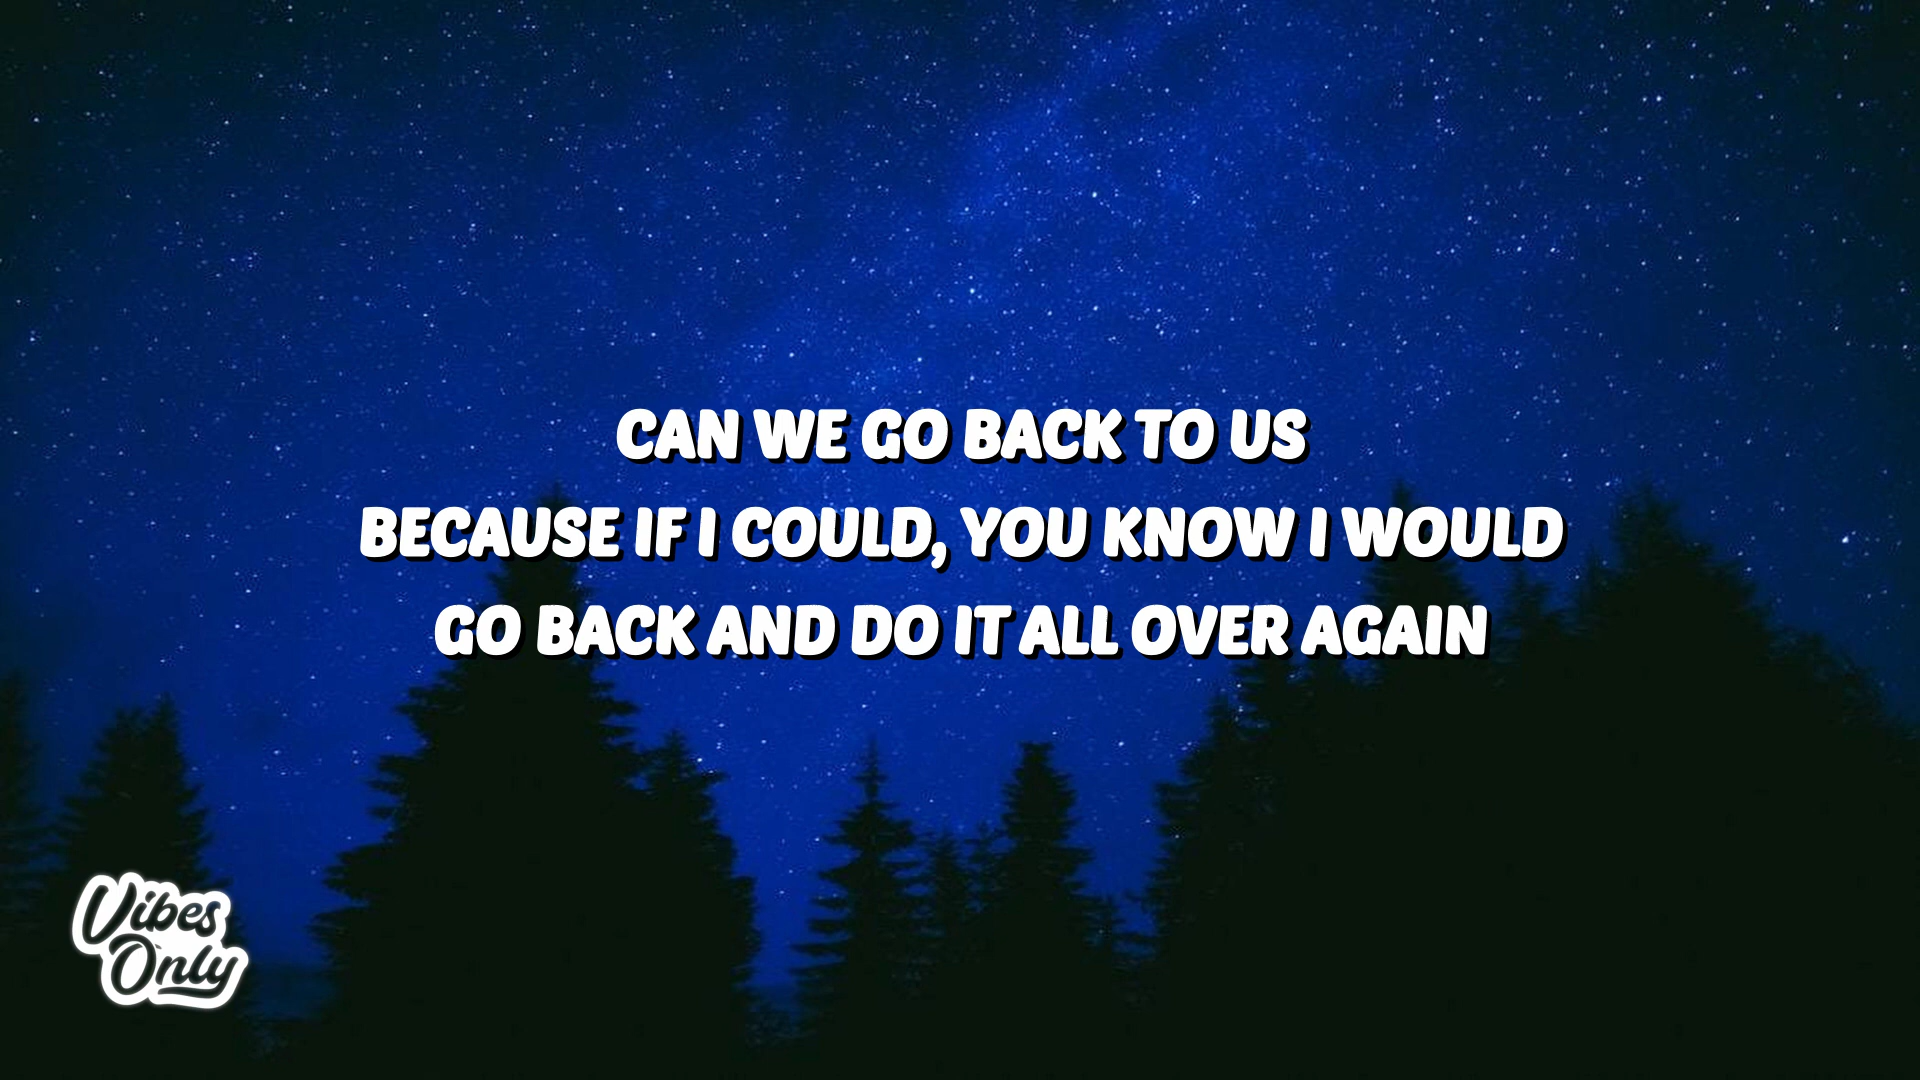 CAN WE GO BACK TO US
BECAUSE IF I COULD, YOU KNOW I WOULD
GO BACK AND DO IT ALL OVER AGAIN
Vibes
Only